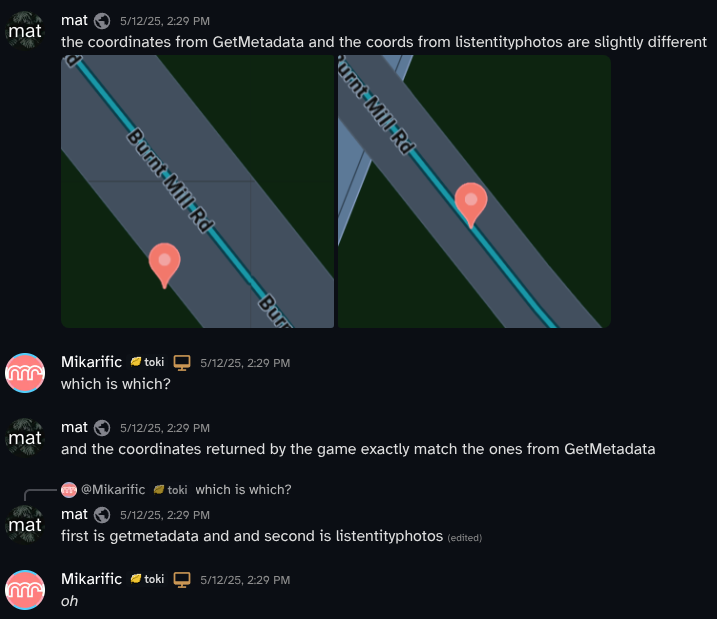 mat
mat 5/12/25, 2:29 PM
the coordinates from GetMetadata and the coords from listentityphotos are slightly different
Rd
Burnt Mill Rd
Burn
Burnt Mill Rd
Mikarific toki 5/12/25, 2:29 PM
which is which?
mat
mat 5/12/25, 2:29 PM
and the coordinates returned by the game exactly match the ones from GetMetadata
@Mikarific toki which is which?
mat
mat 5/12/25, 2:29 PM
first is getmetadata and and second is listentityphotos (edited)
Mikarific toki 5/12/25, 2:29 PM
oh